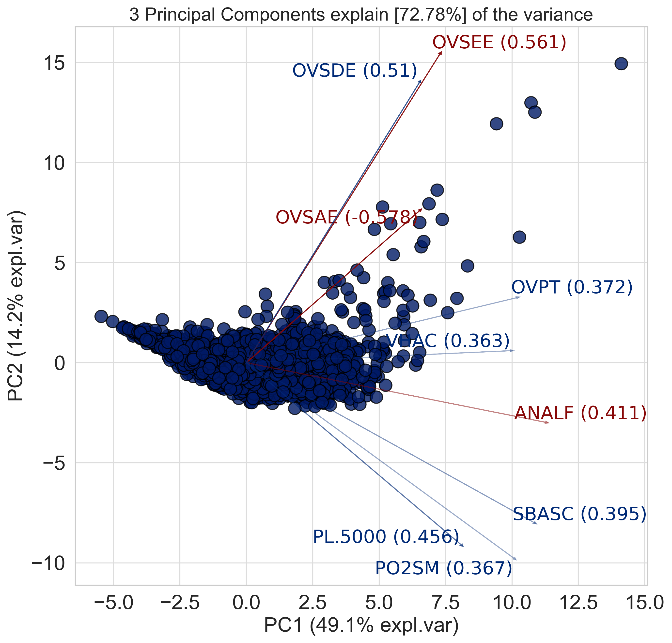 3 Principal Components explain [72.78%] of the variance
OVSEE (0.561)
OVSDE (0.51)
OVSAE (-0.578)
OVPT (0.372)
VBAC (0.363)
ANALF (0.411)
SBASC (0.395)
PL.5000 (0.456)
PO2SM (0.367)
PC2 (14.2% expl.var)
15
10
5
0
−5
−10
−5.0 −2.5 0.0 2.5 5.0 7.5 10.0 12.5 15.0
PC1 (49.1% expl.var)